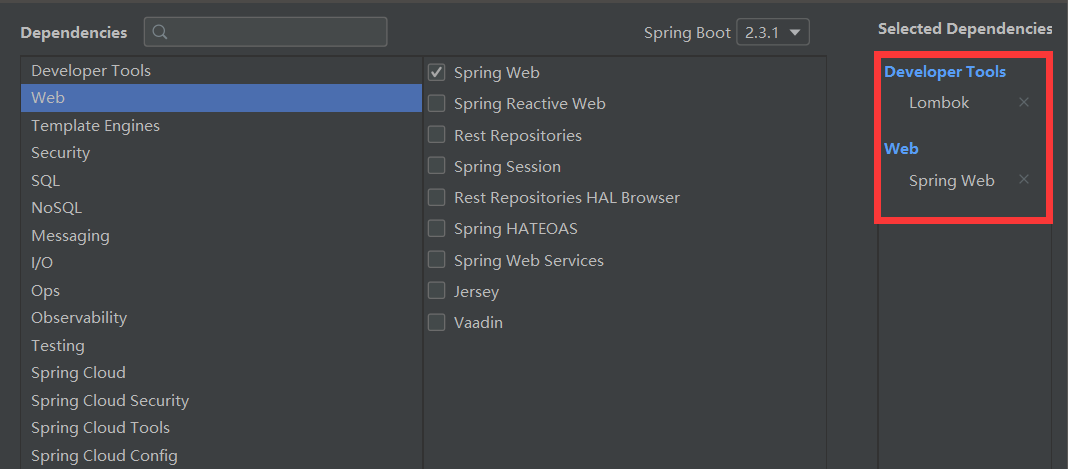 Dependencies
Spring Boot 2.3.1
Selected Dependencies
Developer Tools
Web
Template Engines
Security
SQL
NoSQL
Messaging
I/O
Ops
Observability
Testing
Spring Cloud
Spring Cloud Security
Spring Cloud Tools
Spring Cloud Config
Spring Web
Spring Reactive Web
Rest Repositories
Spring Session
Rest Repositories HAL Browser
Spring HATEOAS
Spring Web Services
Jersey
Vaadin
Developer Tools
Lombok
Web
Spring Web